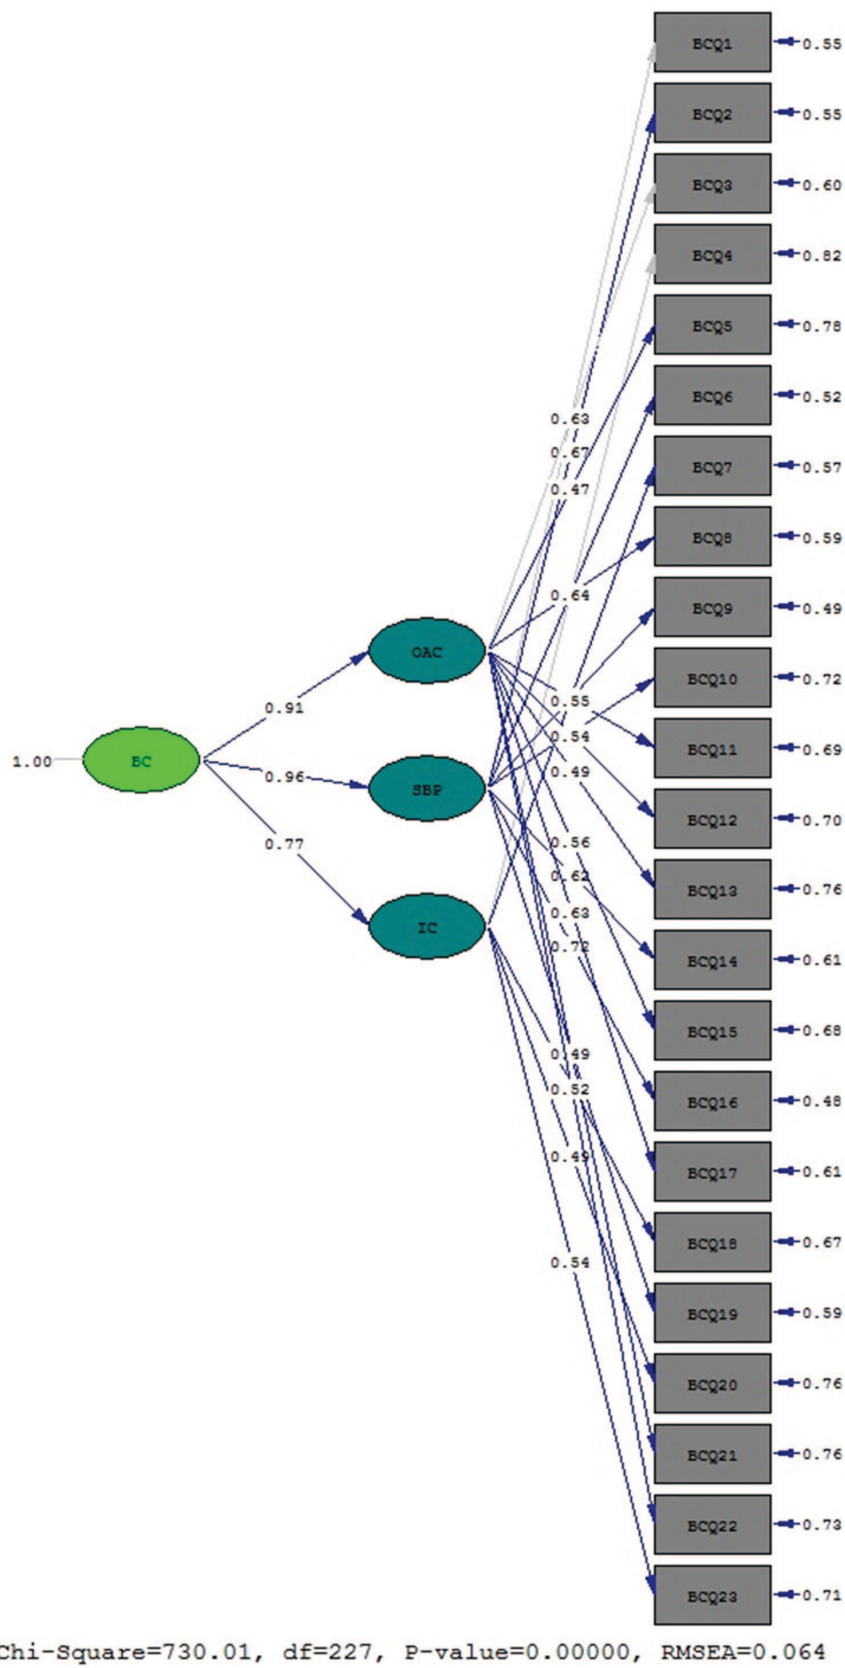 BCQ1 0.55
BCQ2 0.55
BCQ3 0.60
BCQ4 0.82
BCQ5 0.78
BCQ6 0.52
0.63
0.67
BCQ7 0.57
0.47
BCQ8 0.59
0.64
BCQ9 0.49
OAC
BCQ10 0.72
0.55
0.91
0.54
BCQ11 0.69
1.00 BC
0.49
0.96
SBP
BCQ12 0.70
0.77
0.56
0.62
BCQ13 0.76
0.63
IC
0.72
BCQ14 0.61
BCQ15 0.68
0.49
0.52
BCQ16 0.48
0.49
BCQ17 0.61
BCQ18 0.67
0.54
BCQ19 0.59
BCQ20 0.76
BCQ21 0.76
BCQ22 0.73
BCQ23 0.71
Chi-Square=730.01, df=227, P-value=0.00000, RMSEA=0.064